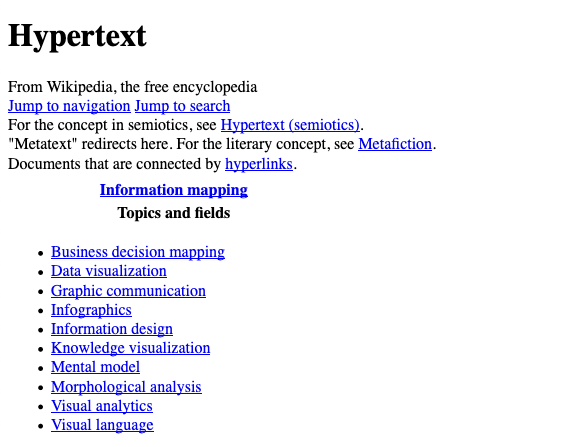 Hypertext
From Wikipedia, the free encyclopedia
Jump to navigation Jump to search
For the concept in semiotics, see Hypertext (semiotics).
"Metatext" redirects here. For the literary concept, see Metafiction.
Documents that are connected by hyperlinks.
Information mapping
Topics and fields
• Business decision mapping
• Data visualization
• Graphic communication
• Infographics
• Information design
• Knowledge visualization
• Mental model
• Morphological analysis
• Visual analytics
• Visual language